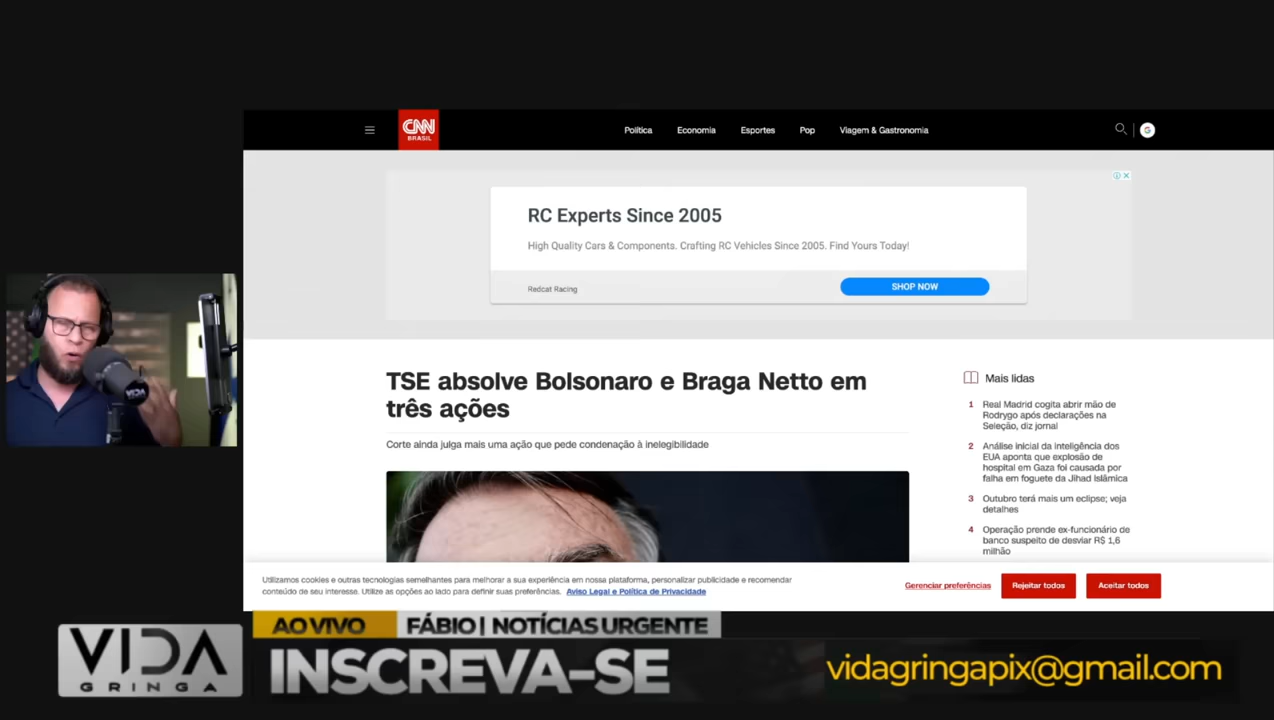 CNN
BRASIL
Política Economia Esportes Pop Viagem & Gastronomia
G
RC Experts Since 2005
High Quality Cars & Components. Crafting RC Vehicles Since 2005. Find Yours Today!
Redcat Racing
SHOP NOW
TSE absolve Bolsonaro e Braga Netto em
três ações
Corte ainda julga mais uma ação que pede condenação à inelegibilidade
Mais lidas
1 Real Madrid cogita abrir mão de
Rodrygo após declarações na
Seleção, diz jornal
2 Análise inicial da inteligência dos
EUA aponta que explosão de
hospital em Gaza foi causada por
falha em foguete da Jihad Islâmica
3 Outubro terá mais um eclipse; veja
detalhes
4 Operação prende ex-funcionário de
banco suspeito de desviar R$ 1,6
milhão
Utilizamos cookies e outras tecnologias semelhantes para melhorar a sua experiência em nossa plataforma, personalizar publicidade e recomendar
conteúdo de seu interesse. Utilize as opções ao lado para definir suas preferências. Aviso Legal e Política de Privacidade
Gerenciar preferências Rejeitar todos Aceitar todos
VIDA
AO VIVO FÁBIO | NOTÍCIAS URGENTE
VIDA
GRINGA
INSCREVA-SE
vidagringapix@gmail.com